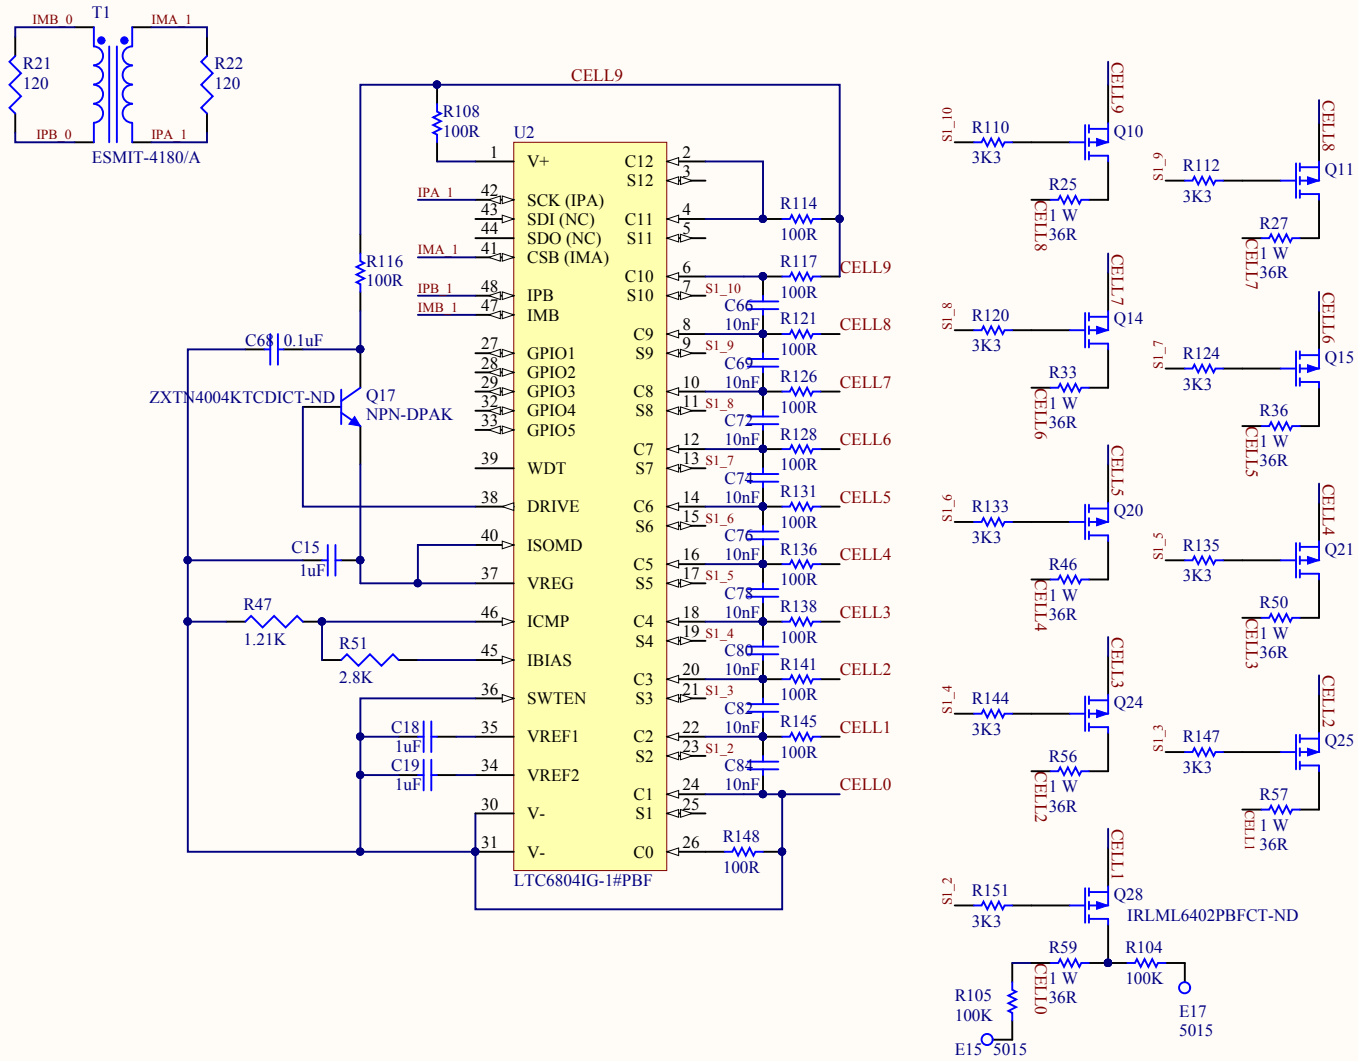 T1
IMB_0
IMA_1
R21
120
R22
120
IPB_0
IPA_1
ESMIT-4180/A
CELL9
R108
100R
U2
1
V+
C12
2
S12
3
IPA_1
42
SCK (IPA)
43
SDI (NC)
C11
4
R114
100R
44
SDO (NC)
S11
5
IMA_1
41
CSB (IMA)
R116
100R
C10
6
R117
100R
CELL9
IPB_1
48
IPB
S10
7
S1_10
IMB_1
47
IMB
C66
10nF
C9
8
R121
100R
CELL8
C68
0.1uF
27
GPIO1
S9
9
S1_9
28
GPIO2
C69
10nF
29
GPIO3
C8
10
R126
100R
CELL7
ZXTN4004KTCDICT-ND
Q17
NPN-DPAK
32
GPIO4
S8
11
S1_8
33
GPIO5
C72
10nF
C7
12
R128
100R
CELL6
39
WDT
S7
13
S1_7
C74
10nF
38
DRIVE
C6
14
R131
100R
CELL5
S6
15
S1_6
40
ISOMD
C76
10nF
C15
1uF
C5
16
R136
100R
CELL4
37
VREG
S5
17
S1_5
C78
10nF
R47
1.21K
46
ICMP
C4
18
R138
100R
CELL3
S4
19
S1_4
R51
2.8K
45
IBIAS
C80
10nF
C3
20
R141
100R
CELL2
36
SWTEN
S3
21
S1_3
C82
10nF
C18
1uF
35
VREF1
C2
22
R145
100R
CELL1
S2
23
S1_2
C19
1uF
34
VREF2
C84
10nF
C1
24
CELL0
30
V-
S1
25
31
V-
C0
26
R148
100R
LTC6804IG-1#PBF
CELL9
S1_10
R110
3K3
Q10
R25
1 W
36R
CELL8
CELL8
S1_9
R112
3K3
Q11
R27
1 W
36R
CELL7
CELL7
S1_8
R120
3K3
Q14
R33
1 W
36R
CELL6
CELL6
S1_7
R124
3K3
Q15
R36
1 W
36R
CELL5
CELL5
S1_6
R133
3K3
Q20
R46
1 W
36R
CELL4
CELL4
S1_5
R135
3K3
Q21
R50
1 W
36R
CELL3
CELL3
S1_4
R144
3K3
Q24
R56
1 W
36R
CELL2
CELL2
S1_3
R147
3K3
Q25
R57
1 W
36R
CELL1
CELL1
S1_2
R151
3K3
Q28
IRLML6402PBFCT-ND
R59
1 W
36R
CELL0
R104
100K
R105
100K
E17
5015
E15
5015